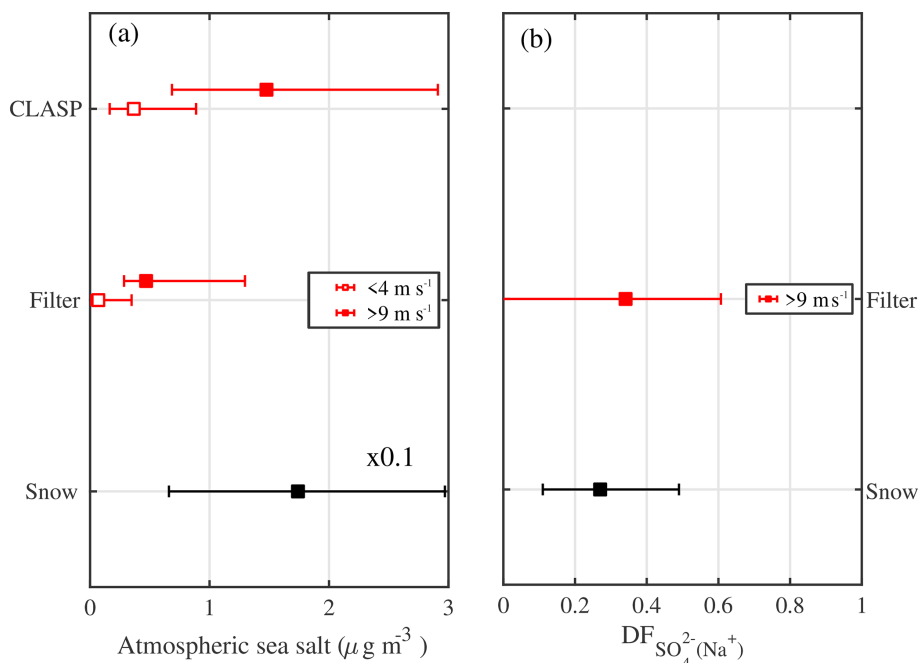 (a)
CLASP
Filter
<4 m s⁻¹
>9 m s⁻¹
x0.1
Snow
0 1 2 3
Atmospheric sea salt (μ g m⁻³ )
(b)
>9 m s⁻¹
Filter
Snow
0 0.2 0.4 0.6 0.8 1
DF SO₄²⁻(Na⁺)